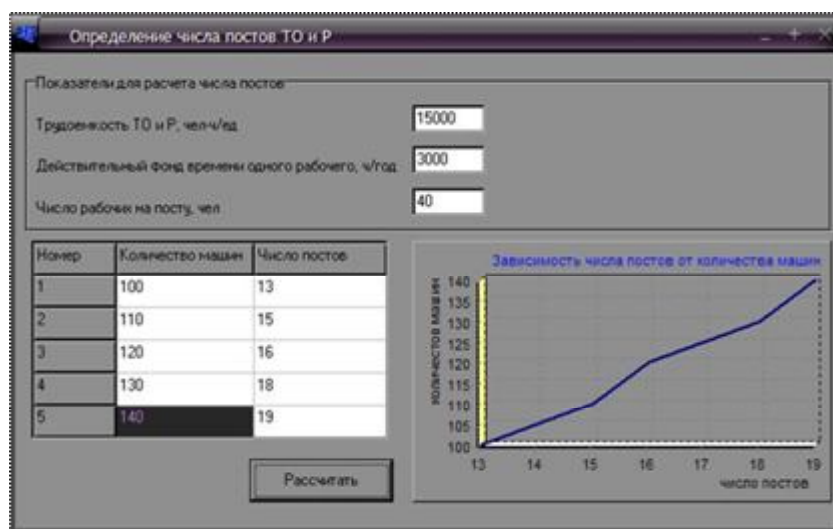 Определение числа постов ТО и Р
Показатели для расчета числа постов
Трудоемкость ТО и Р, чел-ч/ед 15000
Действительный фонд времени одного рабочего, ч/год 3000
Число рабочих на посту, чел 40
Номер Количество машин Число постов
1 100 13
2 110 15
3 120 16
4 130 18
5 140 19
Рассчитать
Зависимость числа постов от количества машин
количестов машин
140
135
130
125
120
115
110
105
100
13 14 15 16 17 18 19
число постов